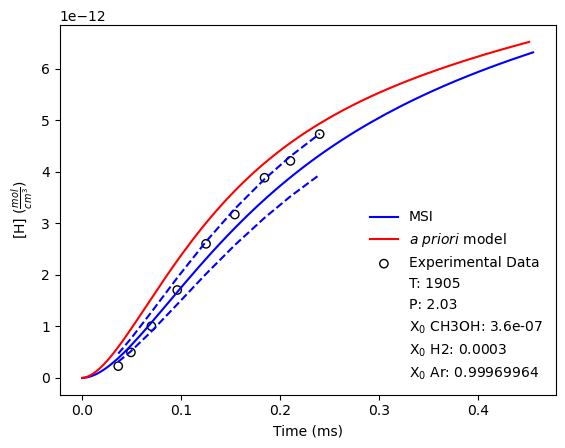 1e−12
6
5
4
3
2
1
0
[H] (mol/cm³)
MSI
a priori model
Experimental Data
T: 1905
P: 2.03
X₀ CH3OH: 3.6e-07
X₀ H2: 0.0003
X₀ Ar: 0.99969964
0.0 0.1 0.2 0.3 0.4
Time (ms)